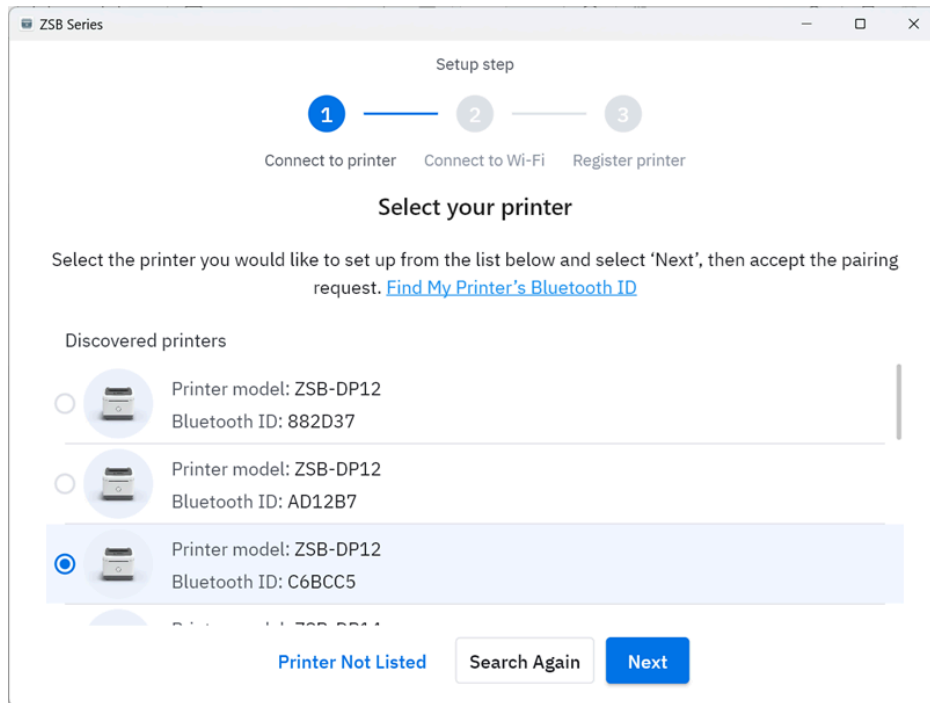 ZSB Series
Setup step
1 2 3
Connect to printer Connect to Wi-Fi Register printer
Select your printer
Select the printer you would like to set up from the list below and select ‘Next’, then accept the pairing
request. Find My Printer’s Bluetooth ID
Discovered printers
Printer model: ZSB-DP12
Bluetooth ID: 882D37
Printer model: ZSB-DP12
Bluetooth ID: AD12B7
Printer model: ZSB-DP12
Bluetooth ID: C6BCC5
Printer Not Listed Search Again Next